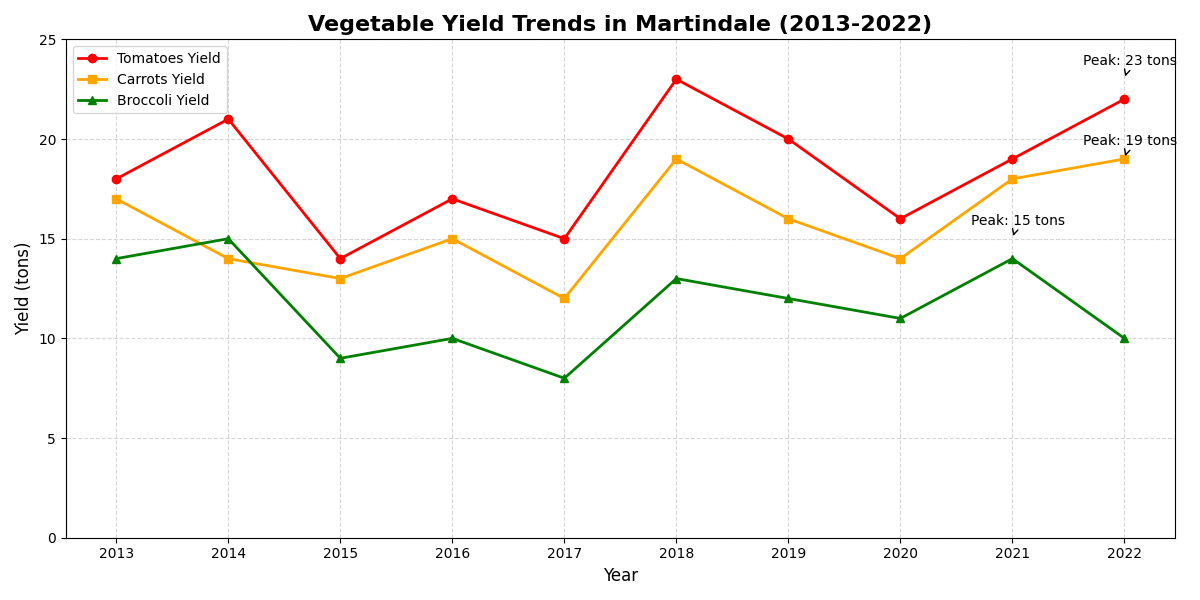 Vegetable Yield Trends in Martindale (2013-2022)
Tomatoes Yield
Carrots Yield
Broccoli Yield
Peak: 23 tons
Peak: 19 tons
Peak: 15 tons
Yield (tons)
25
20
15
10
5
0
2013 2014 2015 2016 2017 2018 2019 2020 2021 2022
Year